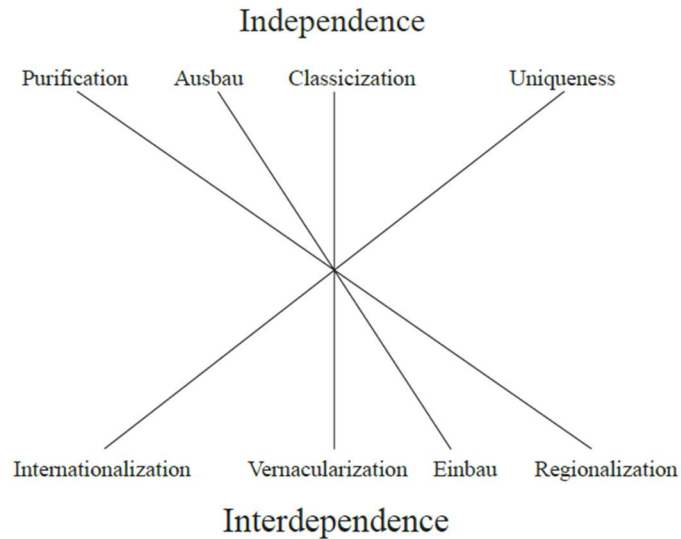 Independence
Purification Ausbau Classicization Uniqueness
Internationalization Vernacularization Einbau Regionalization
Interdependence